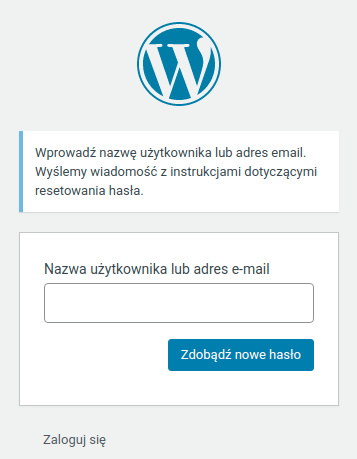 Wprowadź nazwę użytkownika lub adres email.
Wyślemy wiadomość z instrukcjami dotyczącymi
resetowania hasła.
Nazwa użytkownika lub adres e-mail
Zdobądź nowe hasło
Zaloguj się